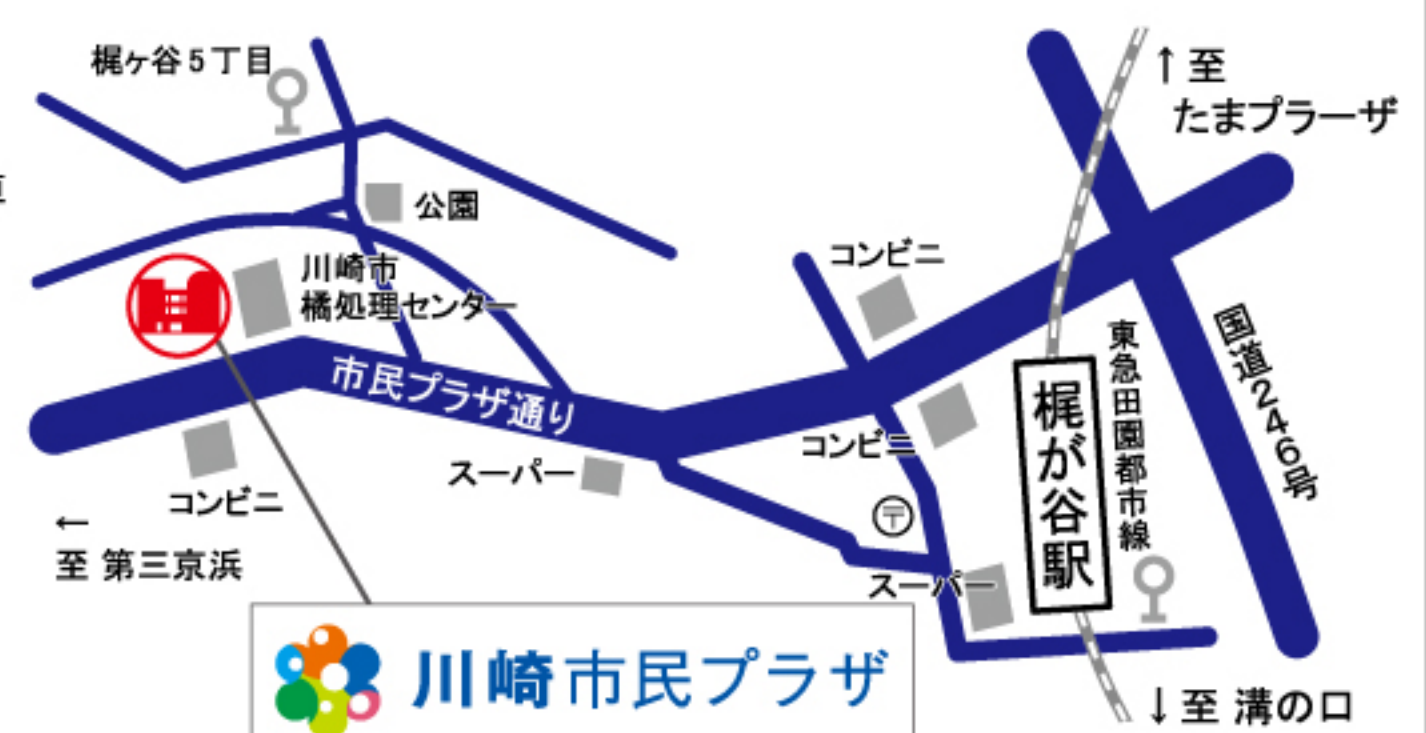 梶ヶ谷5丁目
↑至
たまプラーザ
公園
コンビニ
川崎市
橘処理センター
市民プラザ通り
国道246号
東急田園都市線
梶が谷駅
コンビニ
スーパー
コンビニ
〒
←
至 第三京浜
スーパー
川崎市民プラザ
↓至 溝の口